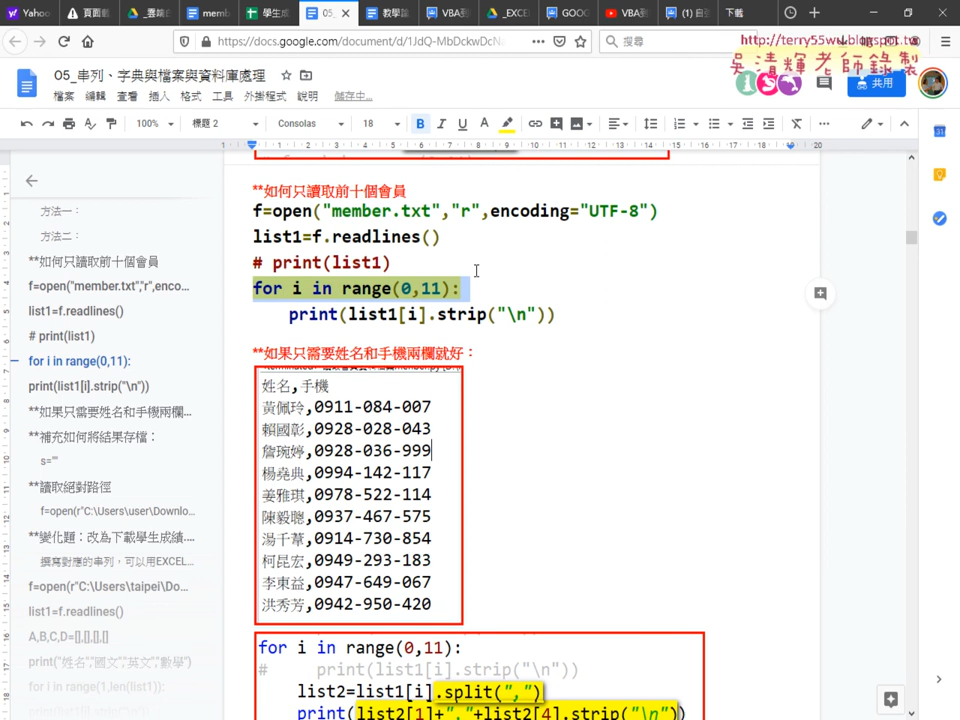 Yahoo
頁面載
_雲端
memb
學生成
05_
教學論
VBA到
_EXCE
GOOG
VBA到
(1) 自
下載
https://docs.google.com/document/d/1JdQ-MbDckwDcN
搜尋
http://terry55wu.blogspot.tw
吳清輝老師錄製
05_串列、字典與檔案與資料庫處理
檔案 編輯 查看 插入 格式 工具 外掛程式 說明 儲存中...
共用
100% 標題 2 Consolas 18
方法一：
方法二：
**如何只讀取前十個會員
f=open("member.txt","r",enco...
list1=f.readlines()
# print(list1)
for i in range(0,11):
print(list1[i].strip("\n"))
**如果只需要姓名和手機兩欄...
**補充如何將結果存檔：
s=""
**讀取絕對路徑
f=open(r"C:\Users\user\Downlo...
**變化題：改為下載學生成績....
撰寫對應的串列，可以用EXCEL...
f=open(r"C:\Users\taipei\Do...
list1=f.readlines()
A,B,C,D=[],[],[],[]
print("姓名","國文","英文","數學")
for i in range(1,len(list1)):
**如何只讀取前十個會員
f=open("member.txt","r",encoding="UTF-8")
list1=f.readlines()
# print(list1)
for i in range(0,11):
print(list1[i].strip("\n"))
**如果只需要姓名和手機兩欄就好：
姓名,手機
黃佩玲,0911-084-007
賴國彰,0928-028-043
詹琬婷,0928-036-999
楊堯典,0994-142-117
姜雅琪,0978-522-114
陳毅聰,0937-467-575
湯千葦,0914-730-854
柯昆宏,0949-293-183
李東益,0947-649-067
洪秀芳,0942-950-420
for i in range(0,11):
# print(list1[i].strip("\n"))
list2=list1[i].split(",")
print(list2[1]+","+list2[4].strip("\n"))